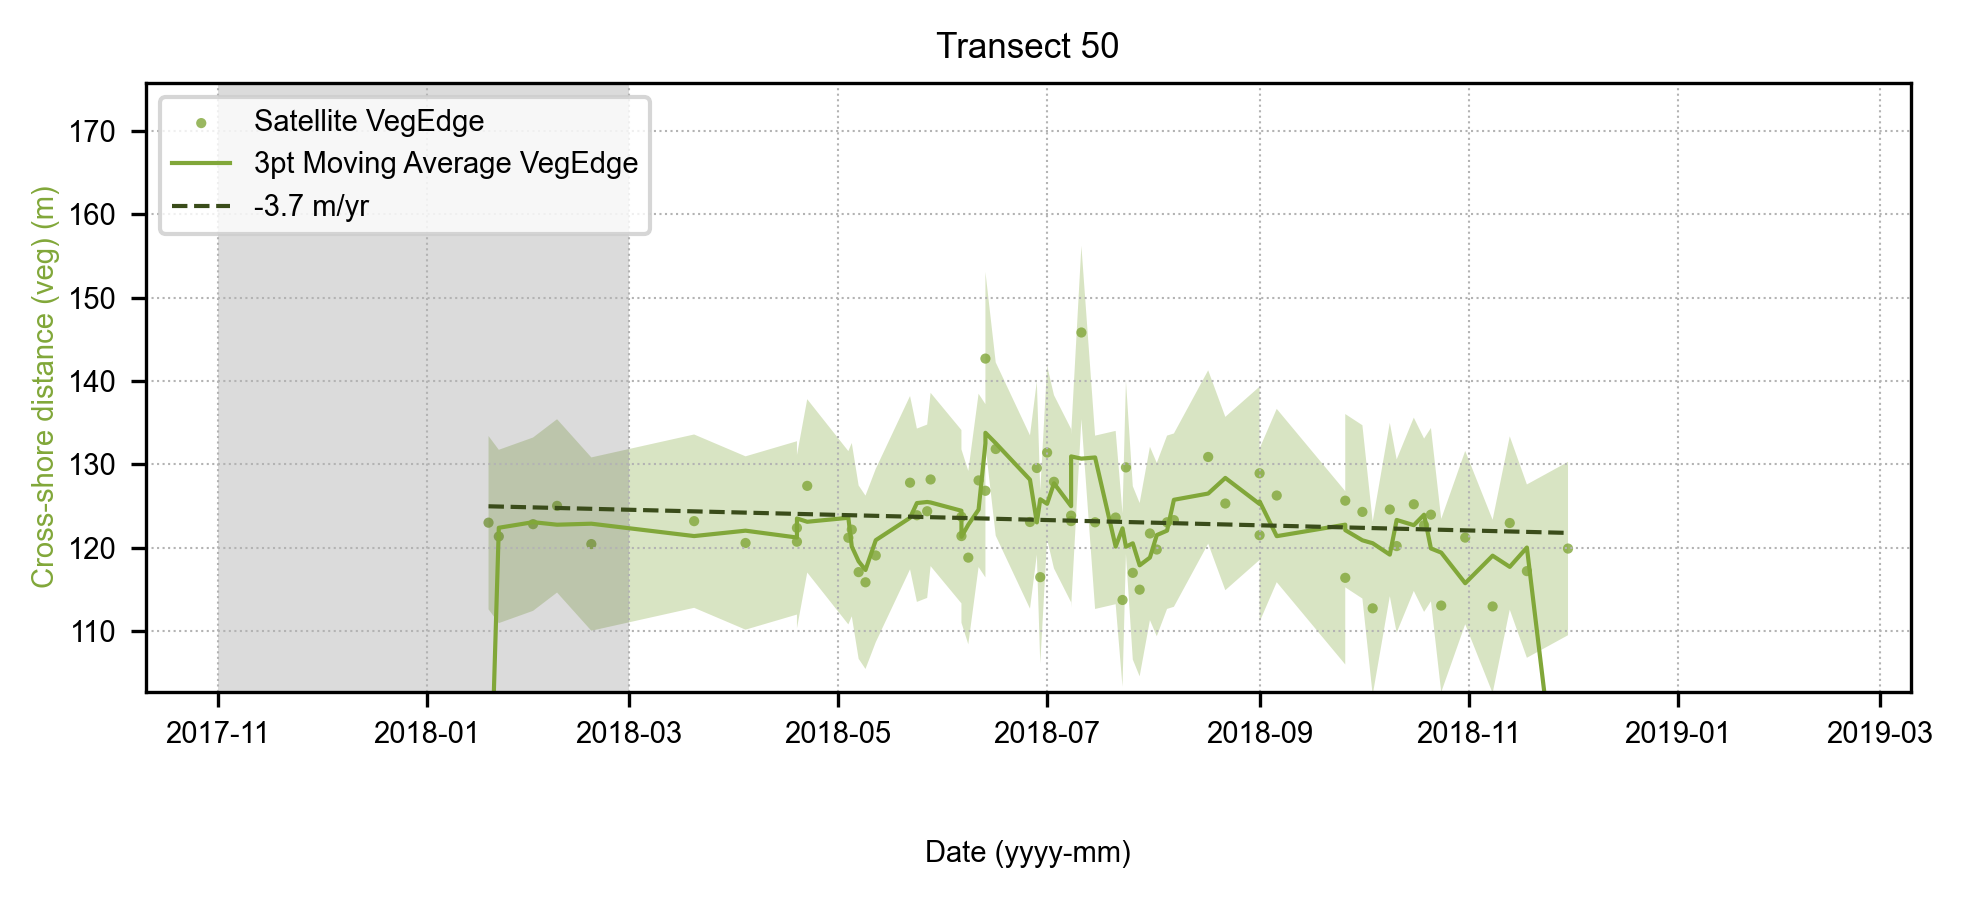 Transect 50
Satellite VegEdge
3pt Moving Average VegEdge
-3.7 m/yr
Cross-shore distance (veg) (m)
170
160
150
140
130
120
110
2017-11 2018-01 2018-03 2018-05 2018-07 2018-09 2018-11 2019-01 2019-03
Date (yyyy-mm)